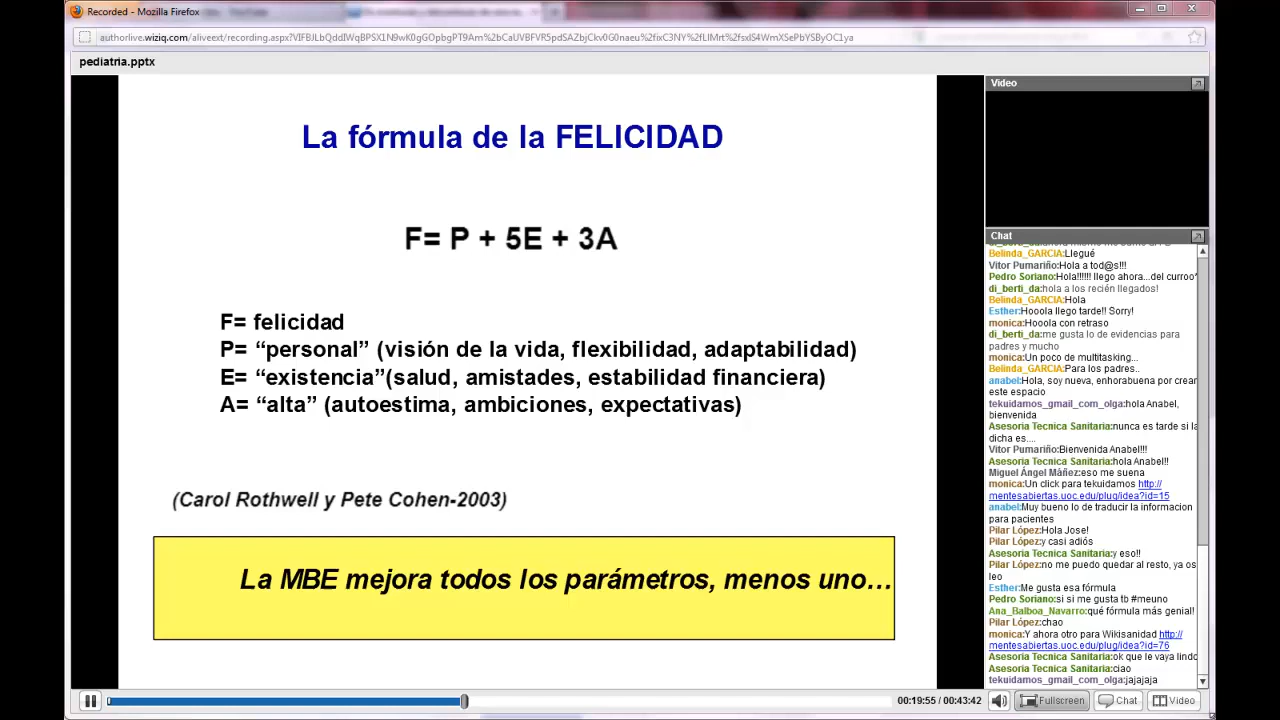 Recorded - Mozilla Firefox
pediatria.pptx
La fórmula de la FELICIDAD
F= P + 5E + 3A
F= felicidad
P= “personal” (visión de la vida, flexibilidad, adaptabilidad)
E= “existencia”(salud, amistades, estabilidad financiera)
A= “alta” (autoestima, ambiciones, expectativas)
(Carol Rothwell y Pete Cohen-2003)
La MBE mejora todos los parámetros, menos uno…
00:19:55 / 00:43:42
Video
Chat
Belinda_GARCIA:Llegué
Vitor Pumariño:Hola a tod@s!!!
Pedro Soriano:Hola!!!!!! llego ahora...del curroo
di_berti_da:hola a los recién llegados!
Belinda_GARCIA:Hola
Esther:Hooola llego tarde!! Sorry!
monica:Hooola con retraso
di_berti_da:me gusta lo de evidencias para
padres y mucho
monica:Un poco de multitasking...
Belinda_GARCIA:Para los padres..
anabel:Hola, soy nueva, enhorabuena por crear
este espacio
tekuidamos_gmail_com_olga:hola Anabel,
bienvenida
Asesoria Tecnica Sanitaria:nunca es tarde si la
dicha es....
Vitor Pumariño:Bienvenida Anabel!!!
Asesoria Tecnica Sanitaria:hola Anabel!!
Miguel Ángel Máñez:eso me suena
monica:Un click para tekuidamos http://
mentesabiertas.uoc.edu/plug/idea?id=15
anabel:Muy bueno lo de traducir la informacion
para pacientes
Pilar López:Hola Jose!
Pilar López:y casi adiós
Asesoria Tecnica Sanitaria:y eso!!
Pilar López:no me puedo quedar al resto, ya os
leo
Esther:Me gusta esa fórmula
Pedro Soriano:si si me gusta tb #meuno
Ana_Balboa_Navarro:qué fórmula más genial!
Pilar López:chao
monica:Y ahora otro para Wikisanidad http://
mentesabiertas.uoc.edu/plug/idea?id=76
Asesoria Tecnica Sanitaria:ok que le vaya lindo
Asesoria Tecnica Sanitaria:ciao
tekuidamos_gmail_com_olga:jajajaja
Fullscreen
Chat
Video